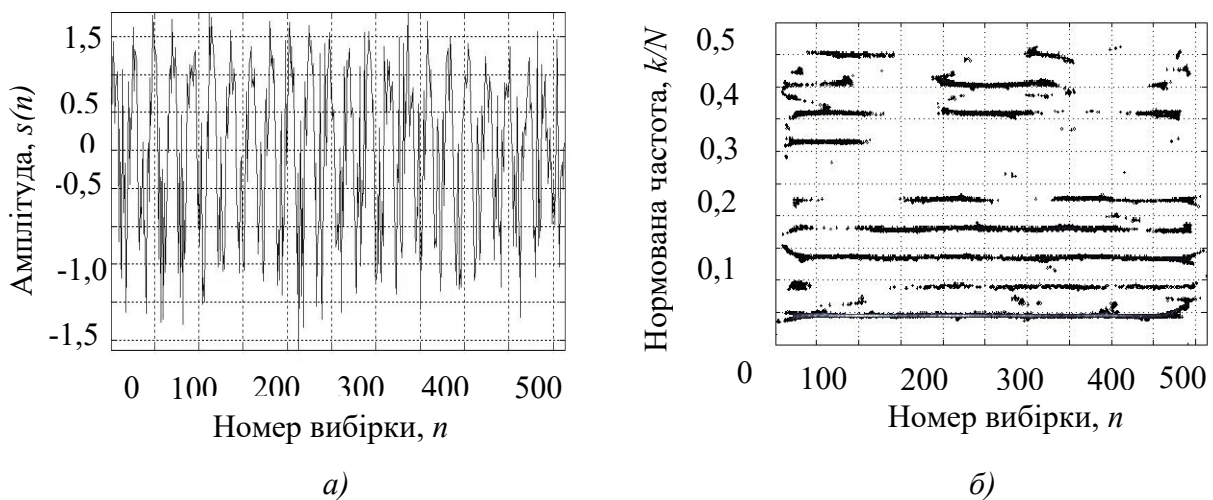 Амплітуда, s(n)
1,5
0.5
0
-0,5
-1,0
-1,5
0 100 200 300 400 500
Номер вибірки, n
а)
Нормована частота, k/N
0,5
0,4
0,3
0,2
0,1
0 100 200 300 400 500
Номер вибірки, n
б)